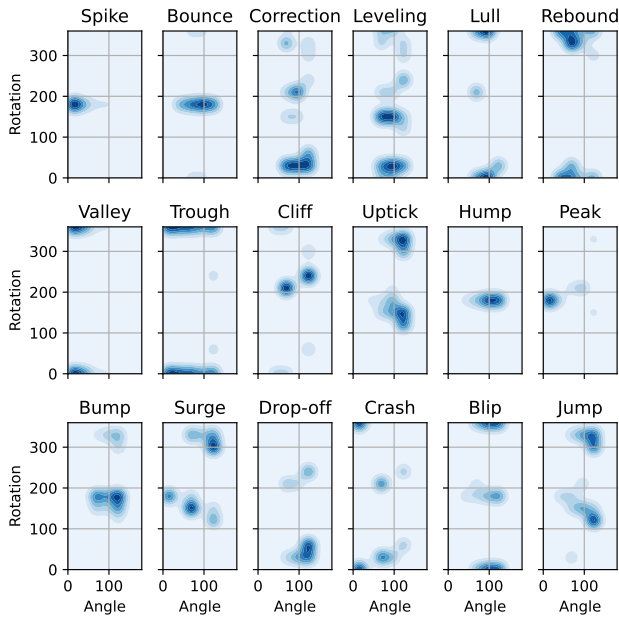 Spike Bounce Correction Leveling Lull Rebound
300
200
100
0
Rotation
Valley Trough Cliff Uptick Hump Peak
300
200
100
0
Rotation
Bump Surge Drop-off Crash Blip Jump
300
200
100
0
Rotation
0 100 0 100 0 100 0 100 0 100 0 100
Angle Angle Angle Angle Angle Angle